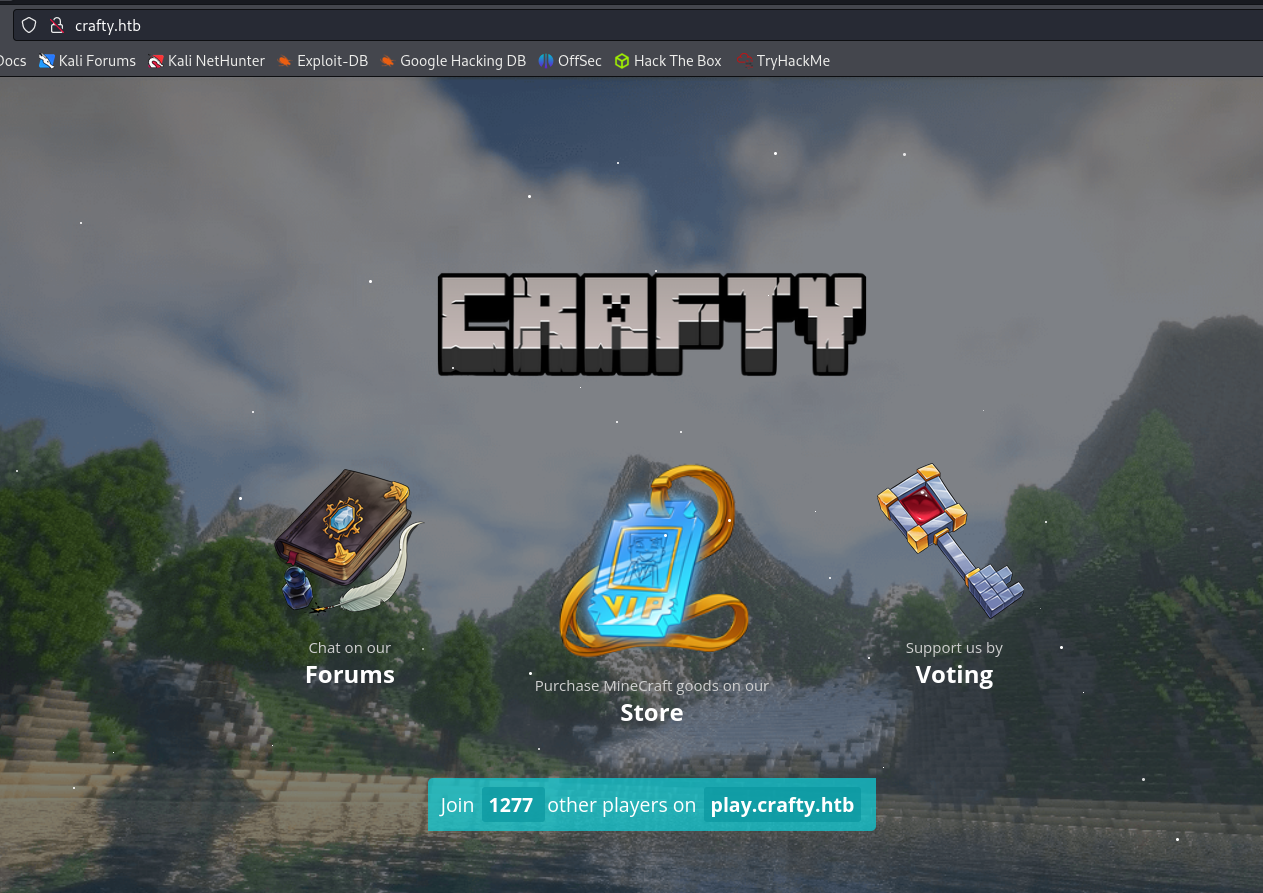 crafty.htb
Docs Kali Forums Kali NetHunter Exploit-DB Google Hacking DB OffSec Hack The Box TryHackMe
CRAFTY
Chat on our
Forums
VIP
Purchase MineCraft goods on our
Store
Support us by
Voting
Join 1277 other players on play.crafty.htb